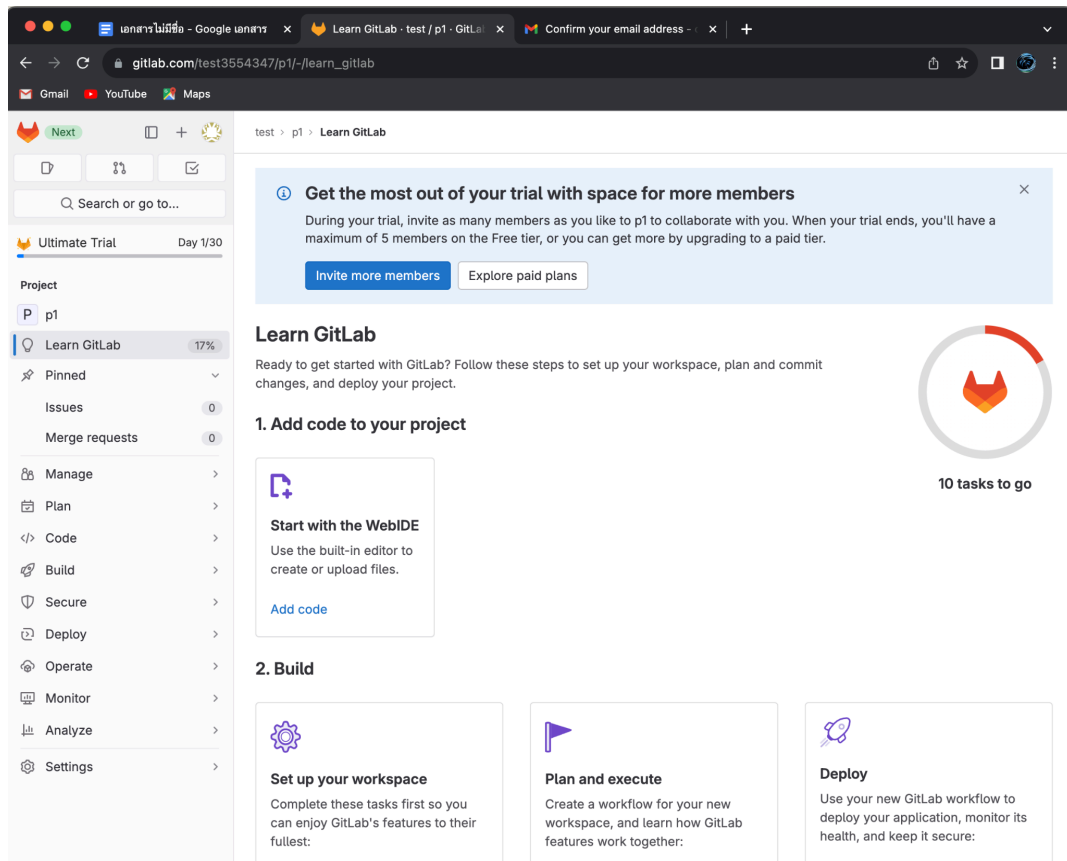 เอกสารไม่มีชื่อ - Google เอกสาร
Learn GitLab · test / p1 · GitLa
Confirm your email address -
gitlab.com/test3554347/p1/-/learn_gitlab
Gmail
YouTube
Maps
Next
test > p1 > Learn GitLab
Search or go to...
Ultimate Trial
Day 1/30
Project
P p1
Learn GitLab
17%
Pinned
Issues
0
Merge requests
0
Manage
Plan
Code
Build
Secure
Deploy
Operate
Monitor
Analyze
Settings
Get the most out of your trial with space for more members
During your trial, invite as many members as you like to p1 to collaborate with you. When your trial ends, you'll have a
maximum of 5 members on the Free tier, or you can get more by upgrading to a paid tier.
Invite more members
Explore paid plans
Learn GitLab
Ready to get started with GitLab? Follow these steps to set up your workspace, plan and commit
changes, and deploy your project.
10 tasks to go
1. Add code to your project
Start with the WebIDE
Use the built-in editor to
create or upload files.
Add code
2. Build
Set up your workspace
Complete these tasks first so you
can enjoy GitLab's features to their
fullest:
Plan and execute
Create a workflow for your new
workspace, and learn how GitLab
features work together:
Deploy
Use your new GitLab workflow to
deploy your application, monitor its
health, and keep it secure: